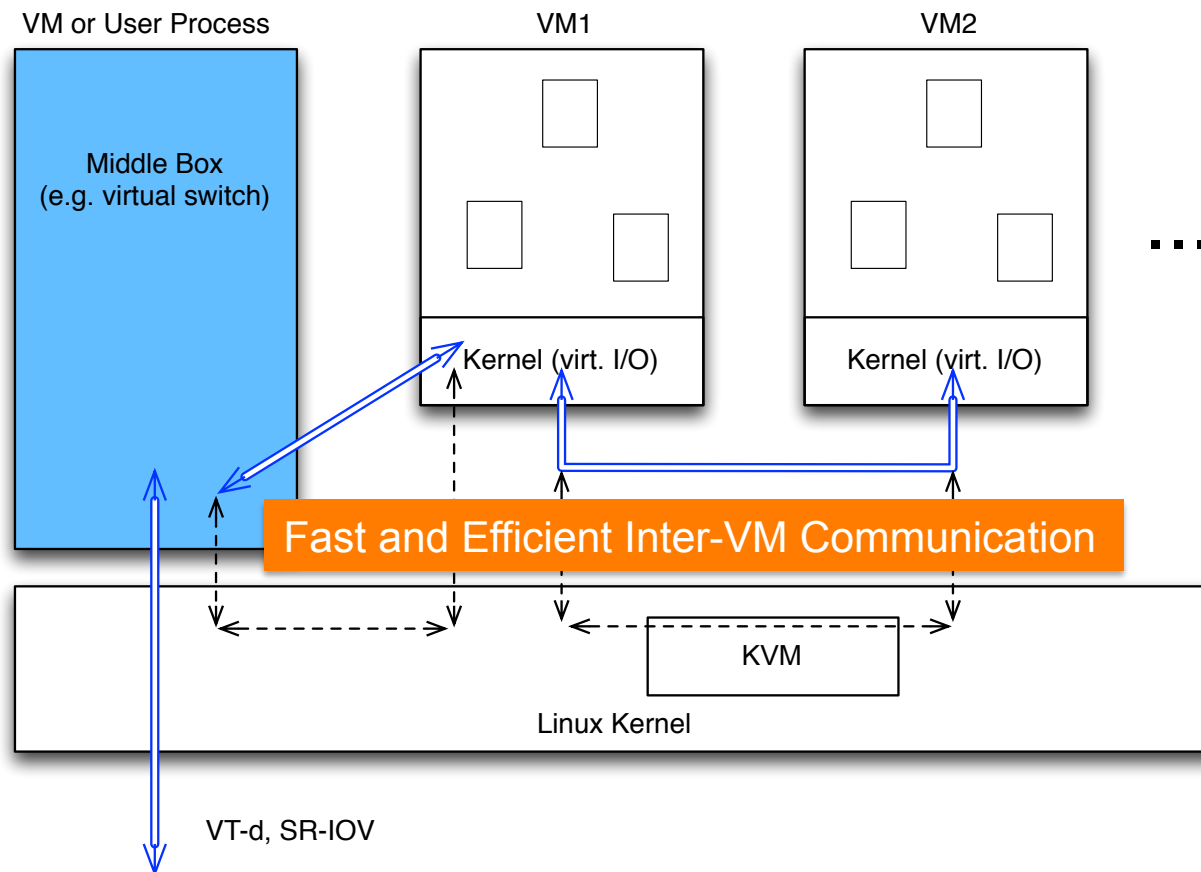 VM or User Process
VM1
VM2
Middle Box
(e.g. virtual switch)
Kernel (virt. I/O)
Kernel (virt. I/O)
Fast and Efficient Inter-VM Communication
KVM
Linux Kernel
VT-d, SR-IOV